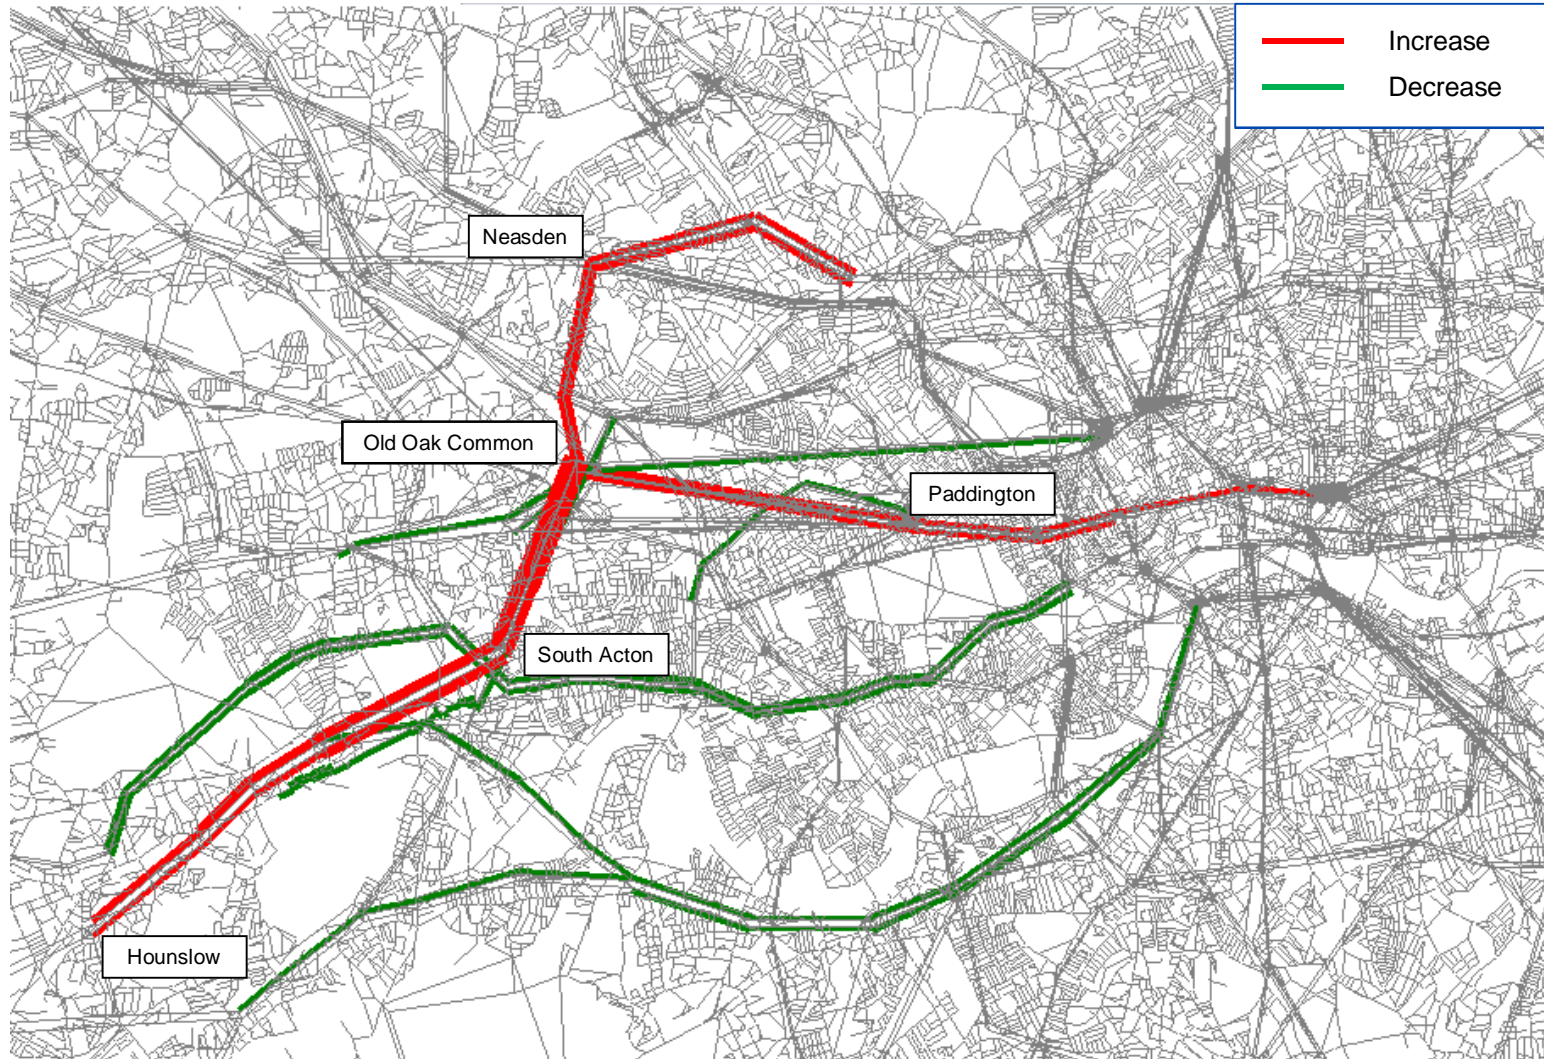 Increase
Decrease
Neasden
Old Oak Common
Paddington
South Acton
Hounslow